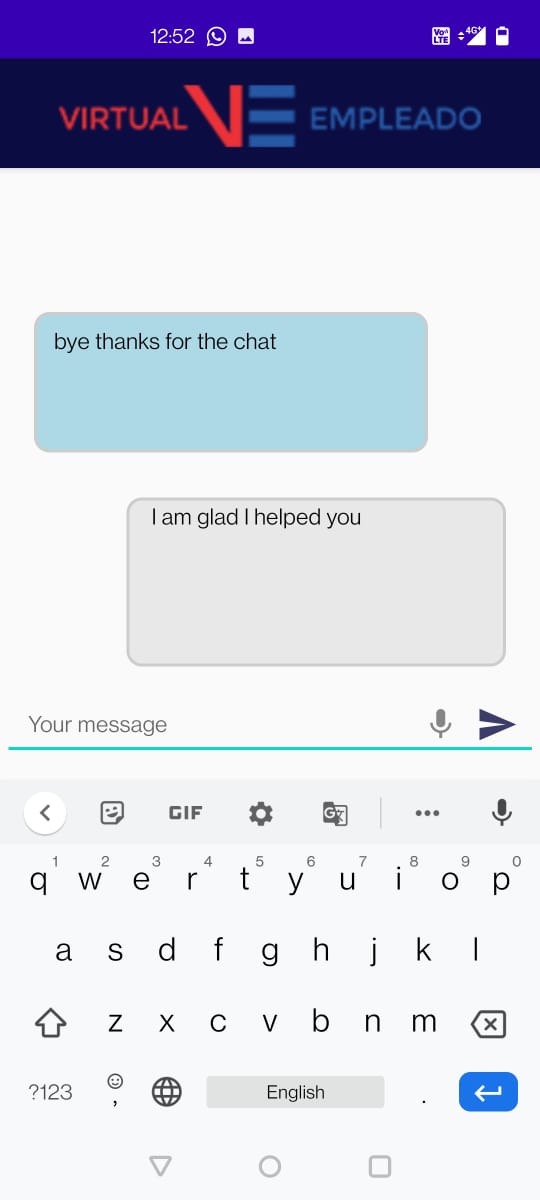 12:52 VoA LTE 4G+
VIRTUAL VE EMPLEADO
bye thanks for the chat
I am glad I helped you
Your message
GIF G
1 2 3 4 5 6 7 8 9 0
q w e r t y u i o p
a s d f g h j k l
z x c v b n m
?123 , English .